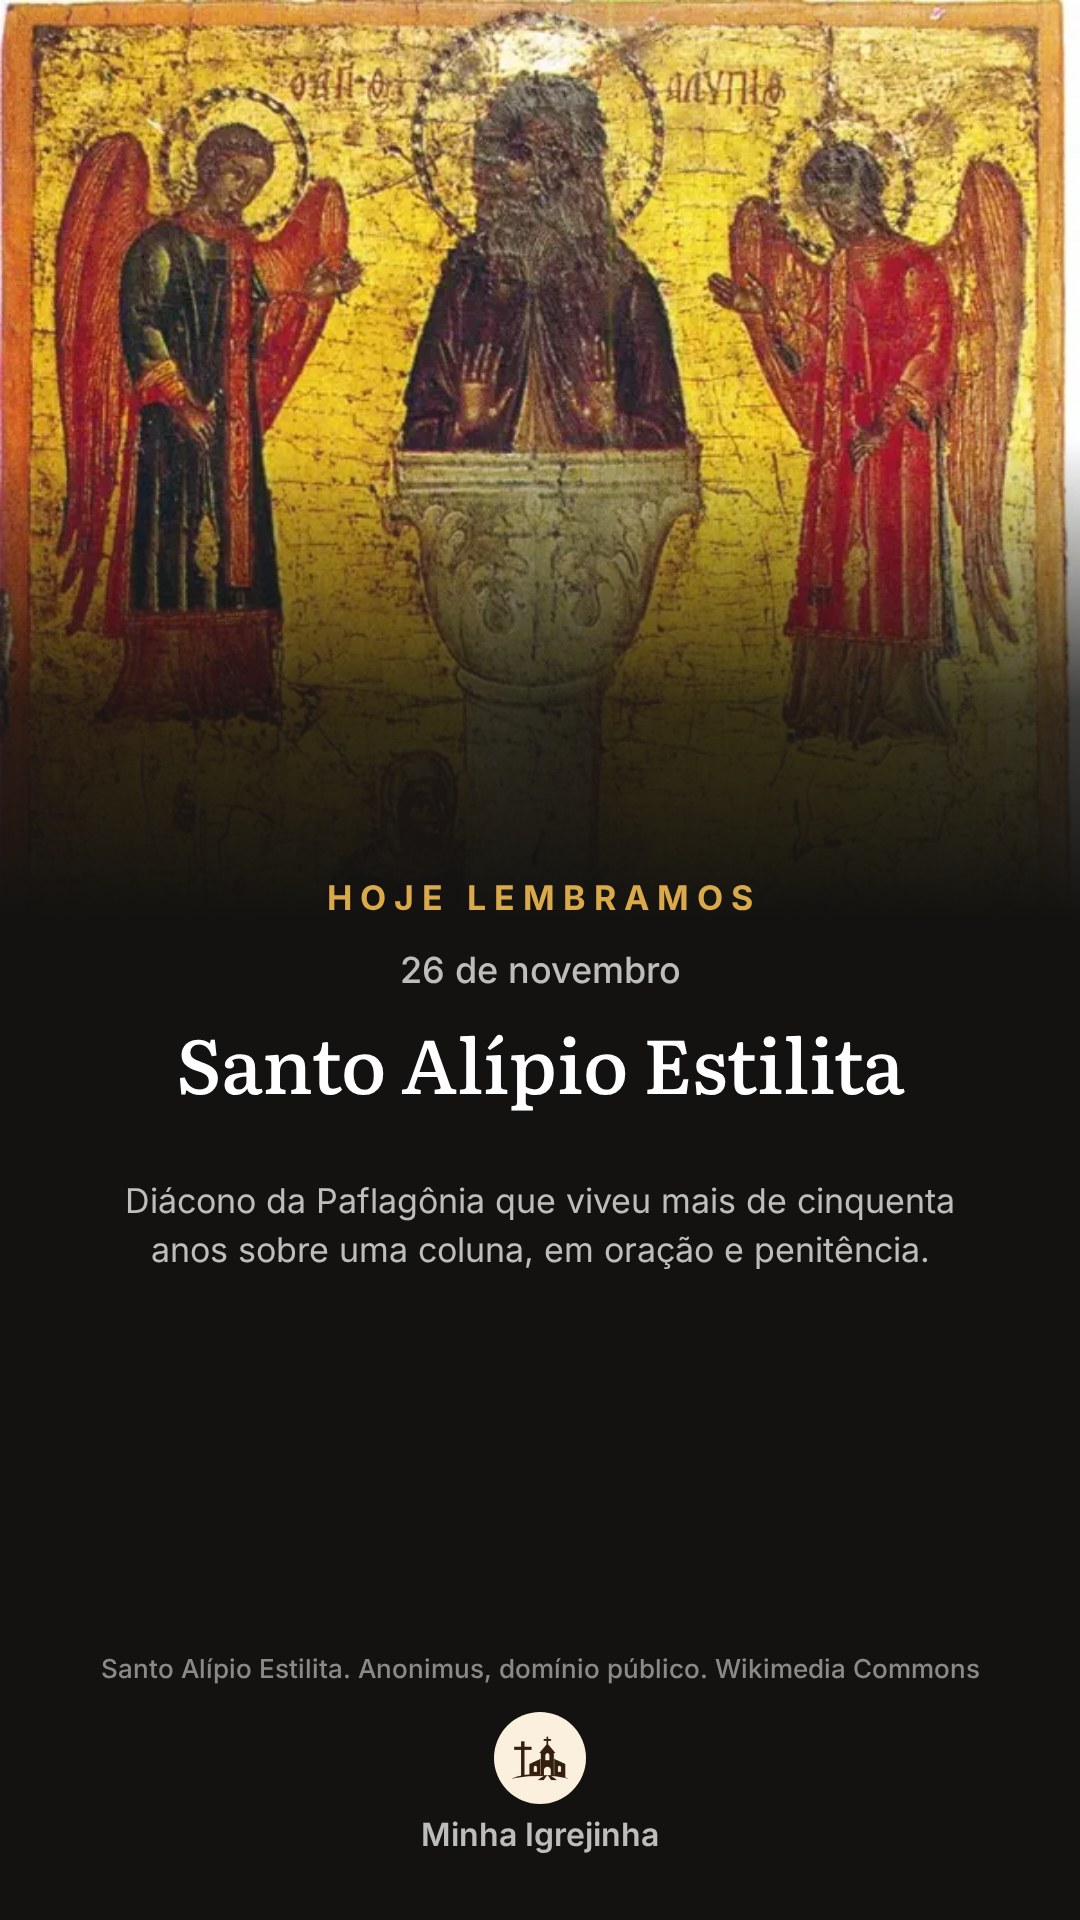 ΑΛΥΠΙΟ
HOJE LEMBRAMOS
26 de novembro
Santo Alípio Estilita
Diácono da Paflagônia que viveu mais de cinquenta
anos sobre uma coluna, em oração e penitência.
Santo Alípio Estilita. Anonimus, domínio público. Wikimedia Commons
Minha Igrejinha